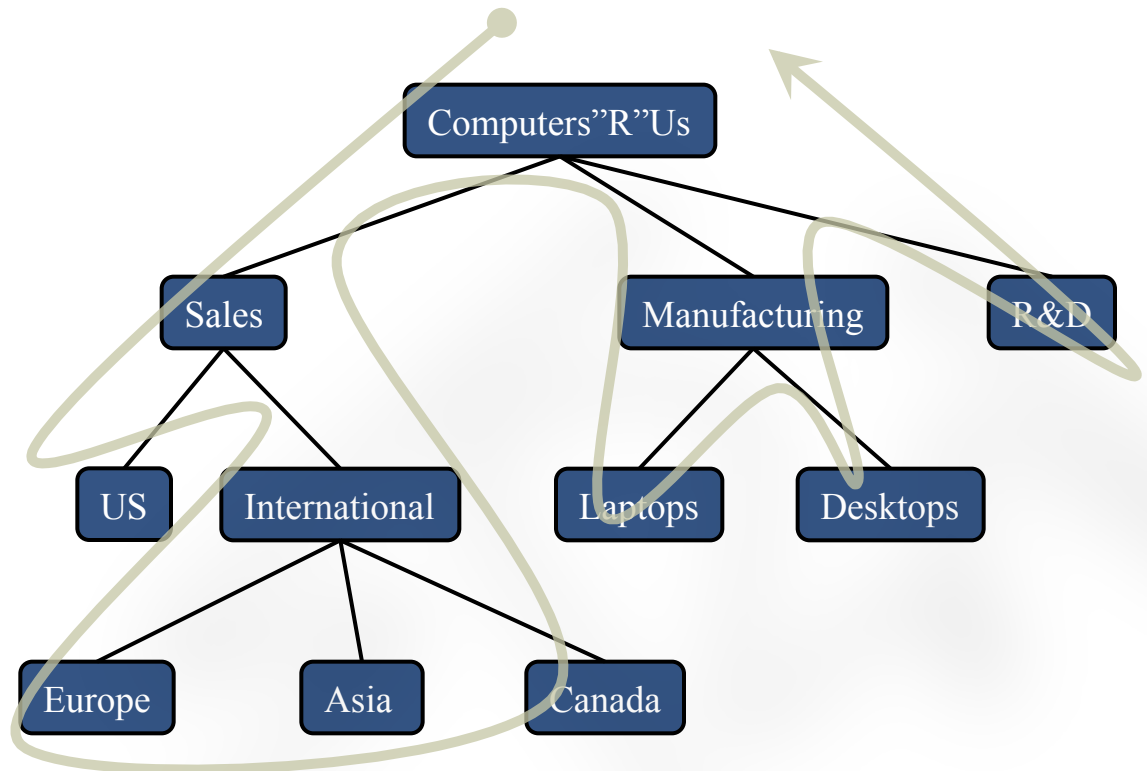 Computers”R”Us
Sales
Manufacturing
R&D
US
International
Laptops
Desktops
Europe
Asia
Canada